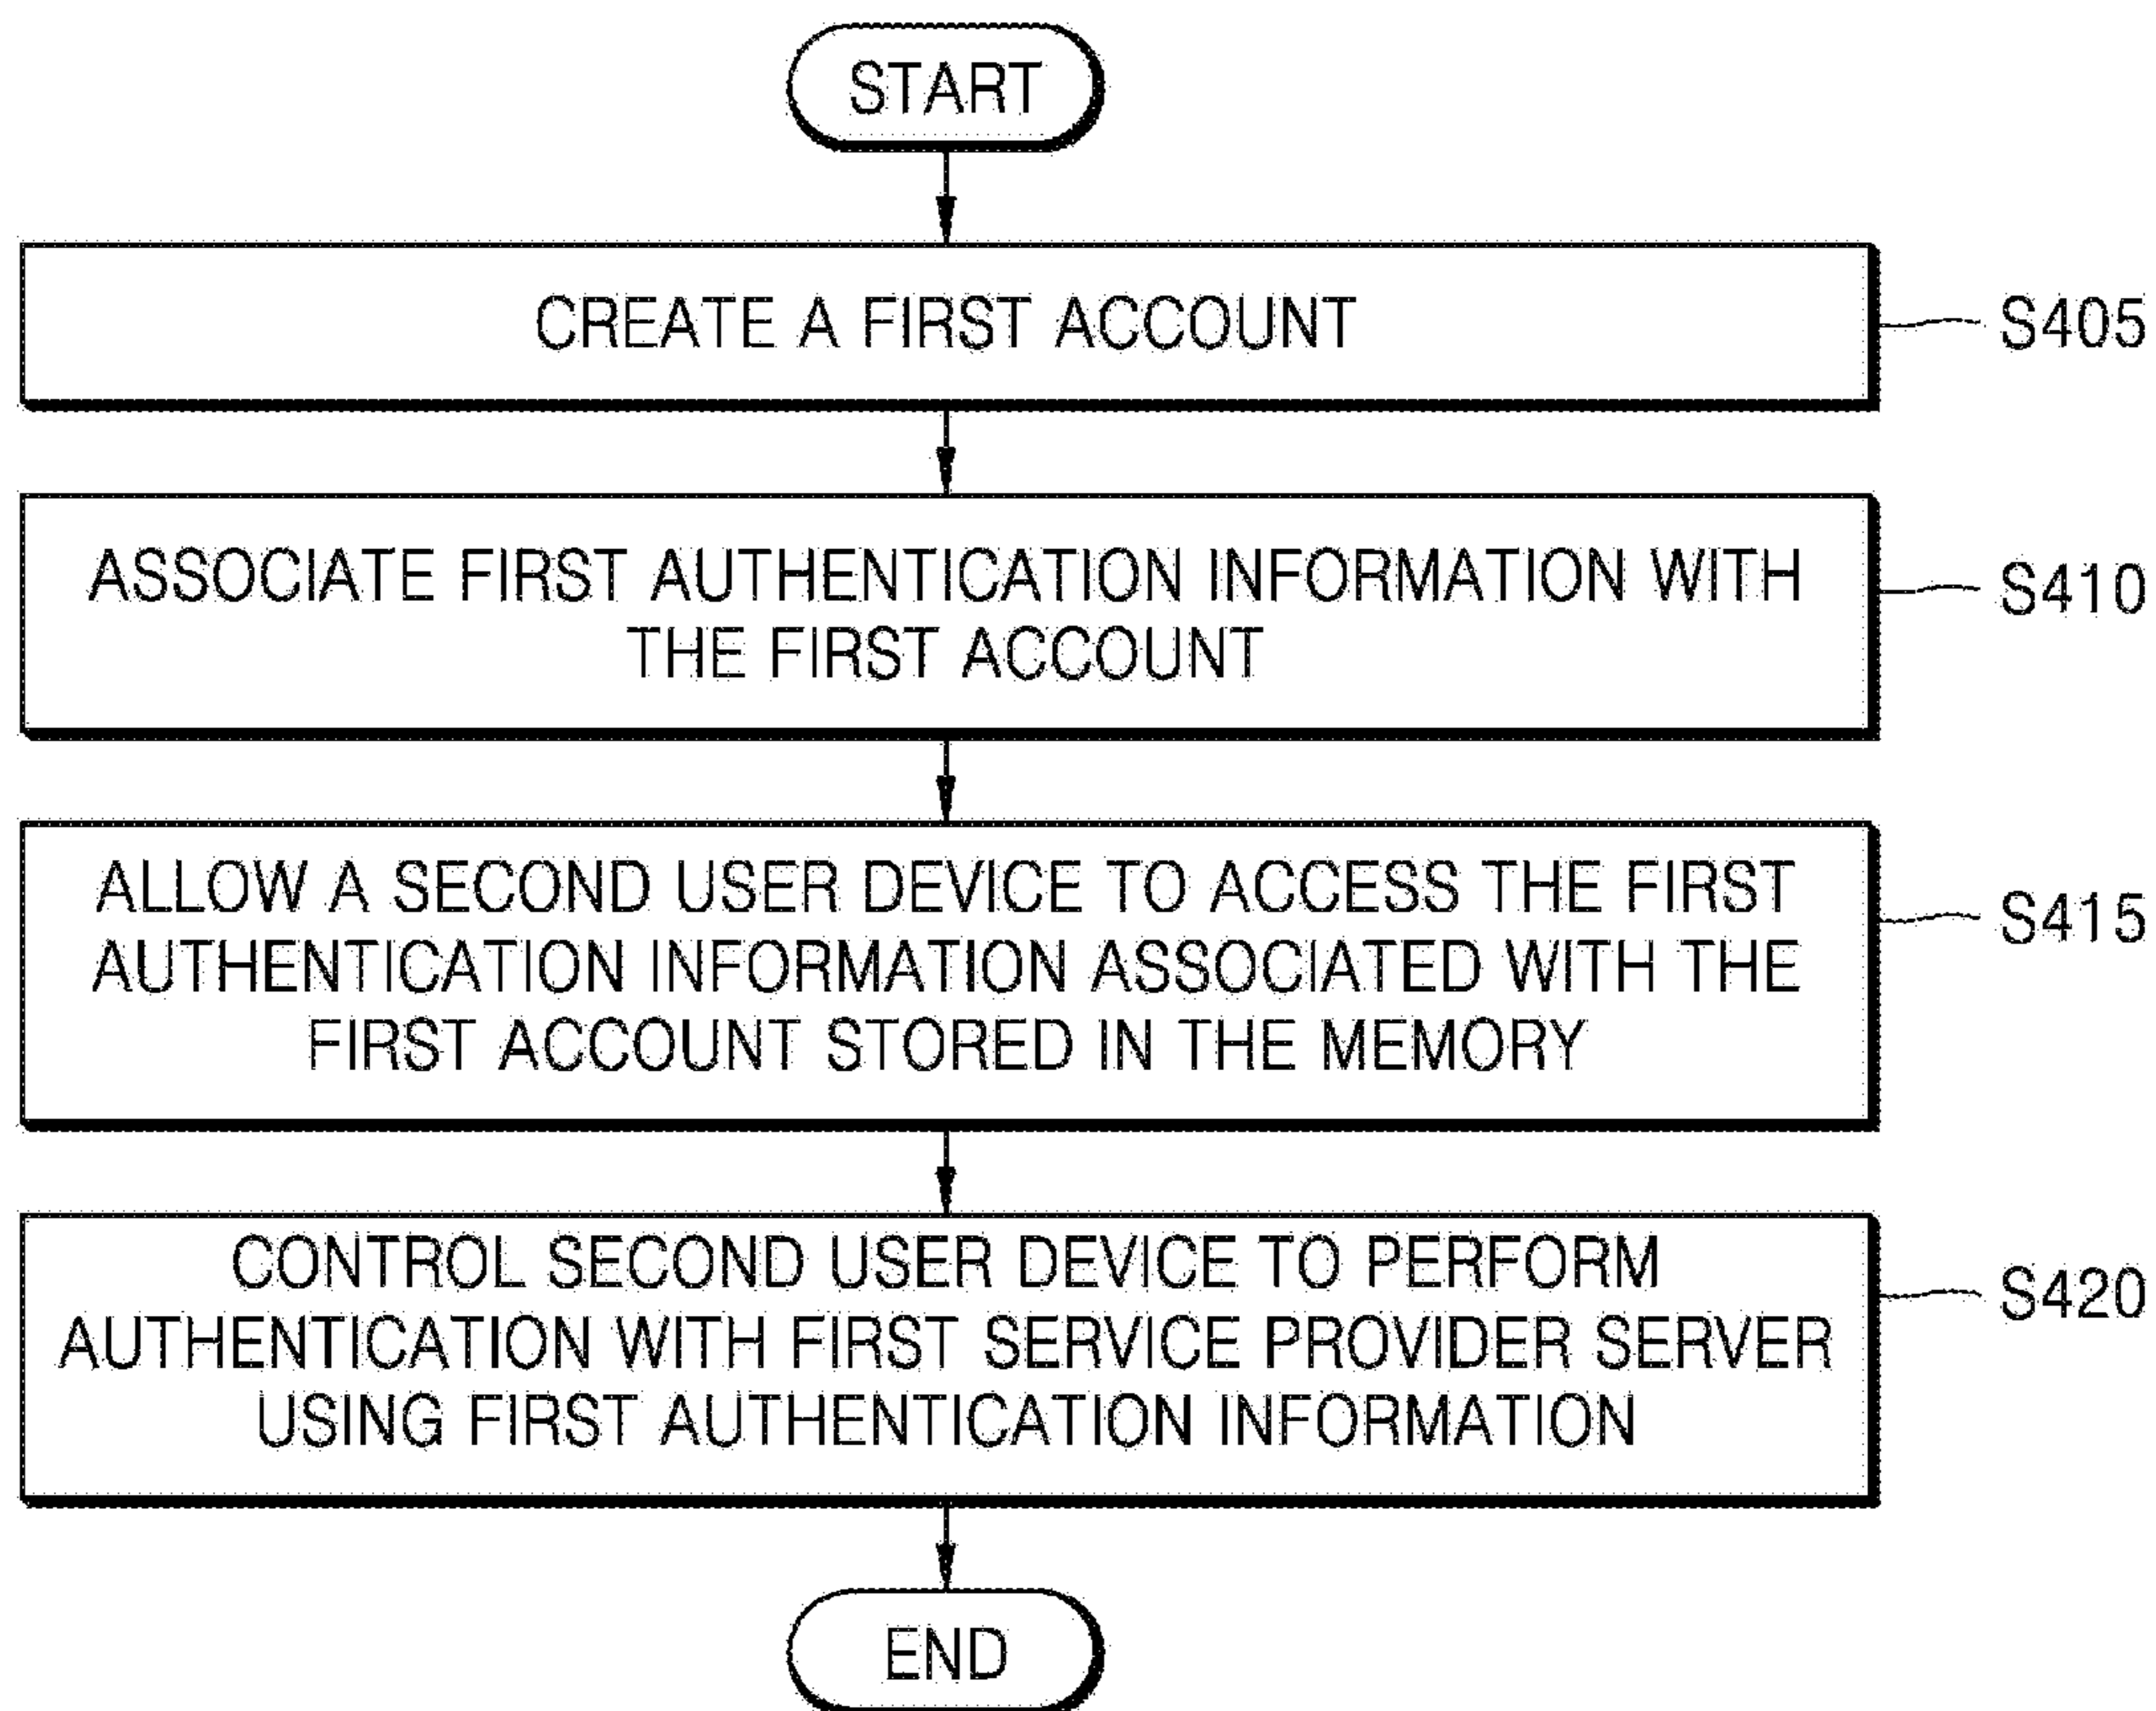 START
CREATE A FIRST ACCOUNT
S405
ASSOCIATE FIRST AUTHENTICATION INFORMATION WITH
THE FIRST ACCOUNT
S410
ALLOW A SECOND USER DEVICE TO ACCESS THE FIRST
AUTHENTICATION INFORMATION ASSOCIATED WITH THE
FIRST ACCOUNT STORED IN THE MEMORY
S415
CONTROL SECOND USER DEVICE TO PERFORM
AUTHENTICATION WITH FIRST SERVICE PROVIDER SERVER
USING FIRST AUTHENTICATION INFORMATION
S420
END